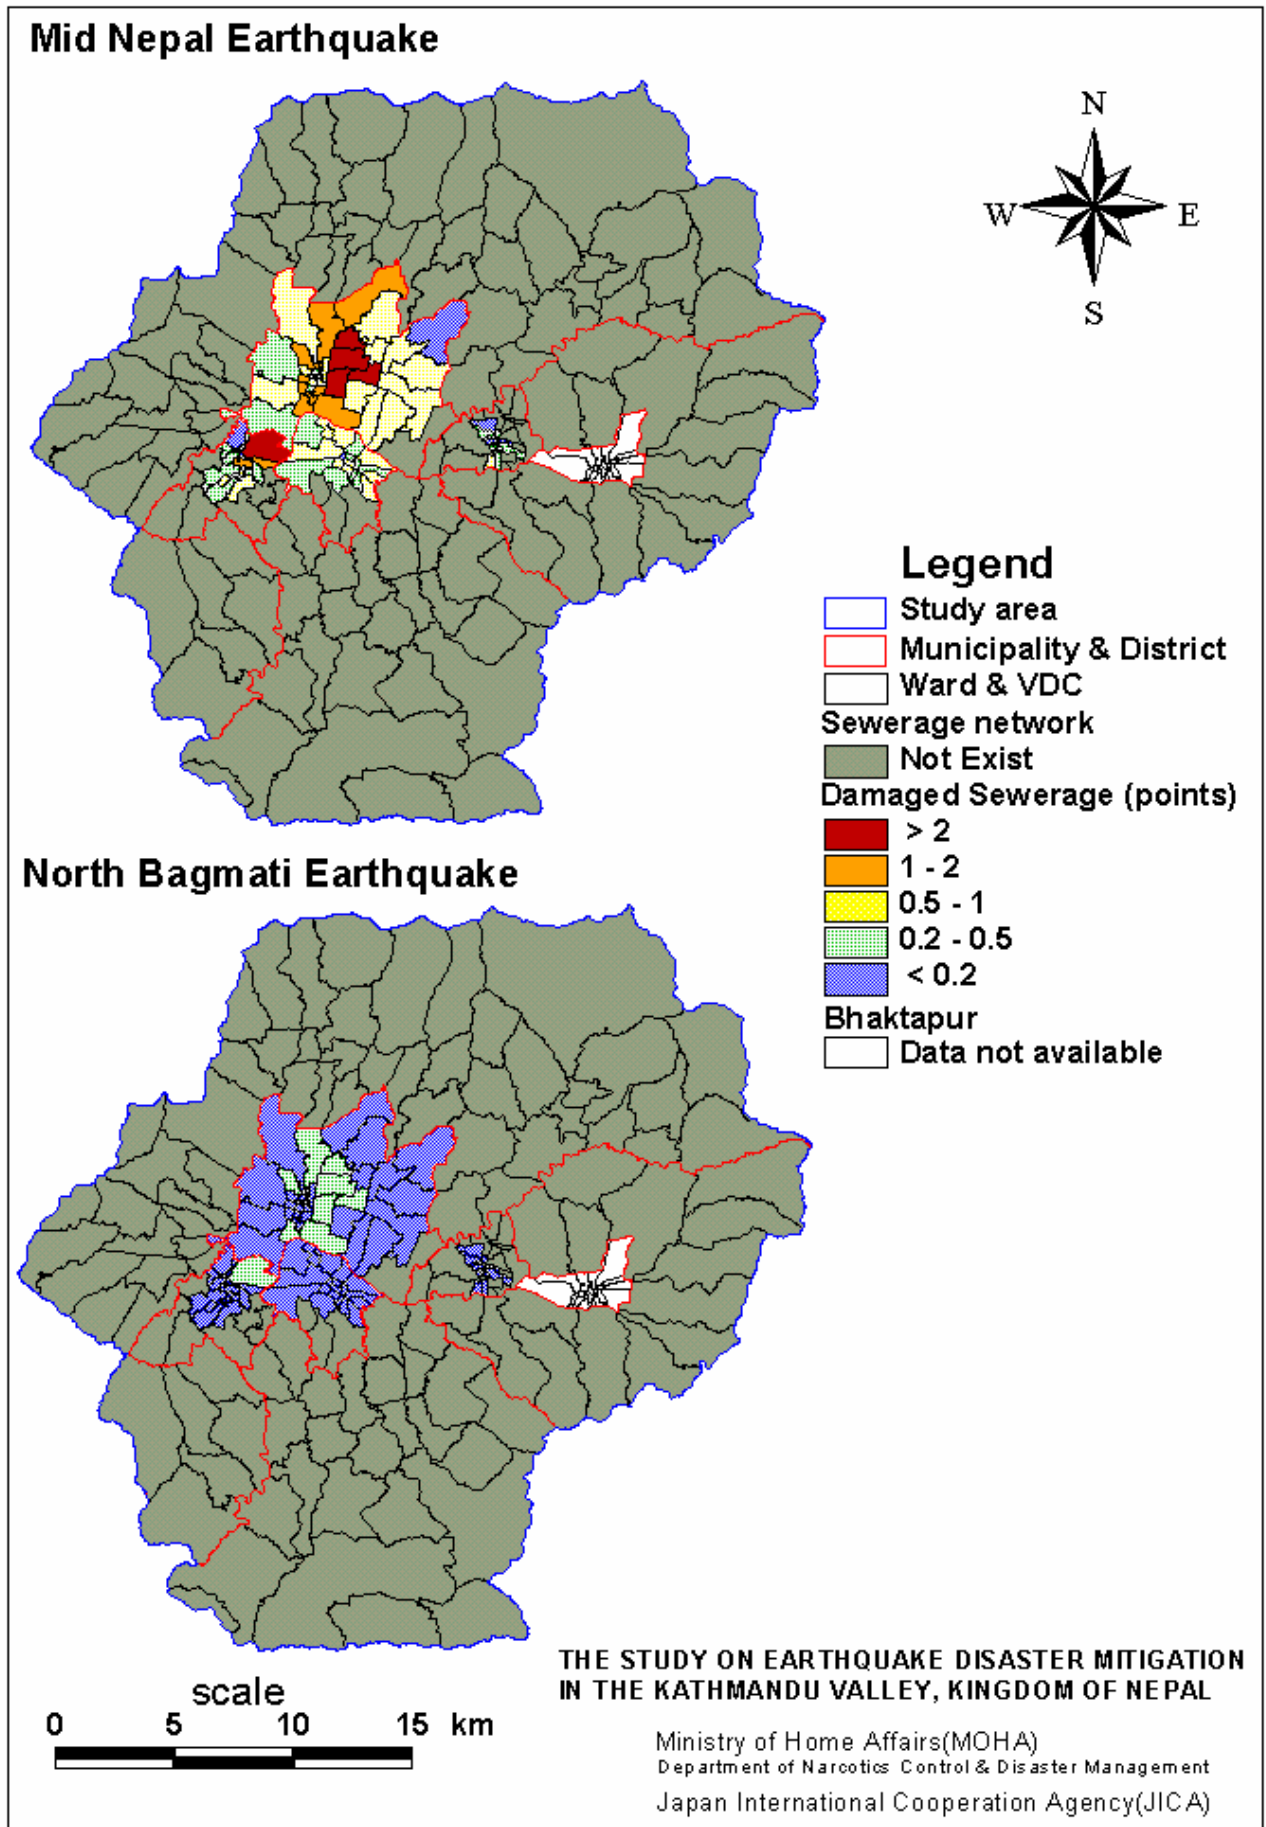 Mid Nepal Earthquake
N
W
E
S
Legend
Study area
Municipality & District
Ward & VDC
Sewerage network
Not Exist
Damaged Sewerage (points)
> 2
1 - 2
0.5 - 1
0.2 - 0.5
< 0.2
Bhaktapur
Data not available
North Bagmati Earthquake
scale
0 5 10 15 km
THE STUDY ON EARTHQUAKE DISASTER MITIGATION
IN THE KATHMANDU VALLEY, KINGDOM OF NEPAL
Ministry of Home Affairs(MOHA)
Department of Narcotics Control & Disaster Management
Japan International Cooperation Agency(JICA)